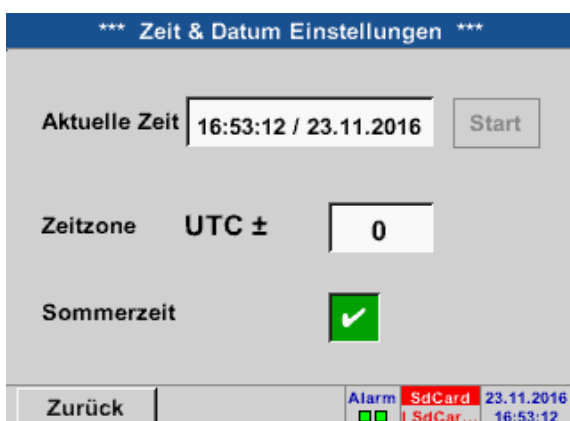 *** Zeit & Datum Einstellungen ***
Aktuelle Zeit 16:53:12 / 23.11.2016 Start
Zeitzone UTC ± 0
Sommerzeit ✔
Zurück Alarm SdCard 23.11.2016
! SdCar... 16:53:12